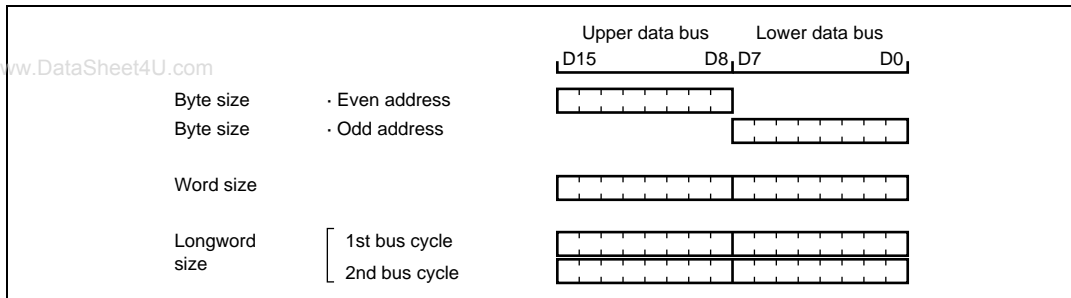 Upper data bus Lower data bus
D15 D8 D7 D0
ww.DataSheet4U.com
Byte size · Even address
Byte size · Odd address
Word size
Longword size 1st bus cycle
2nd bus cycle